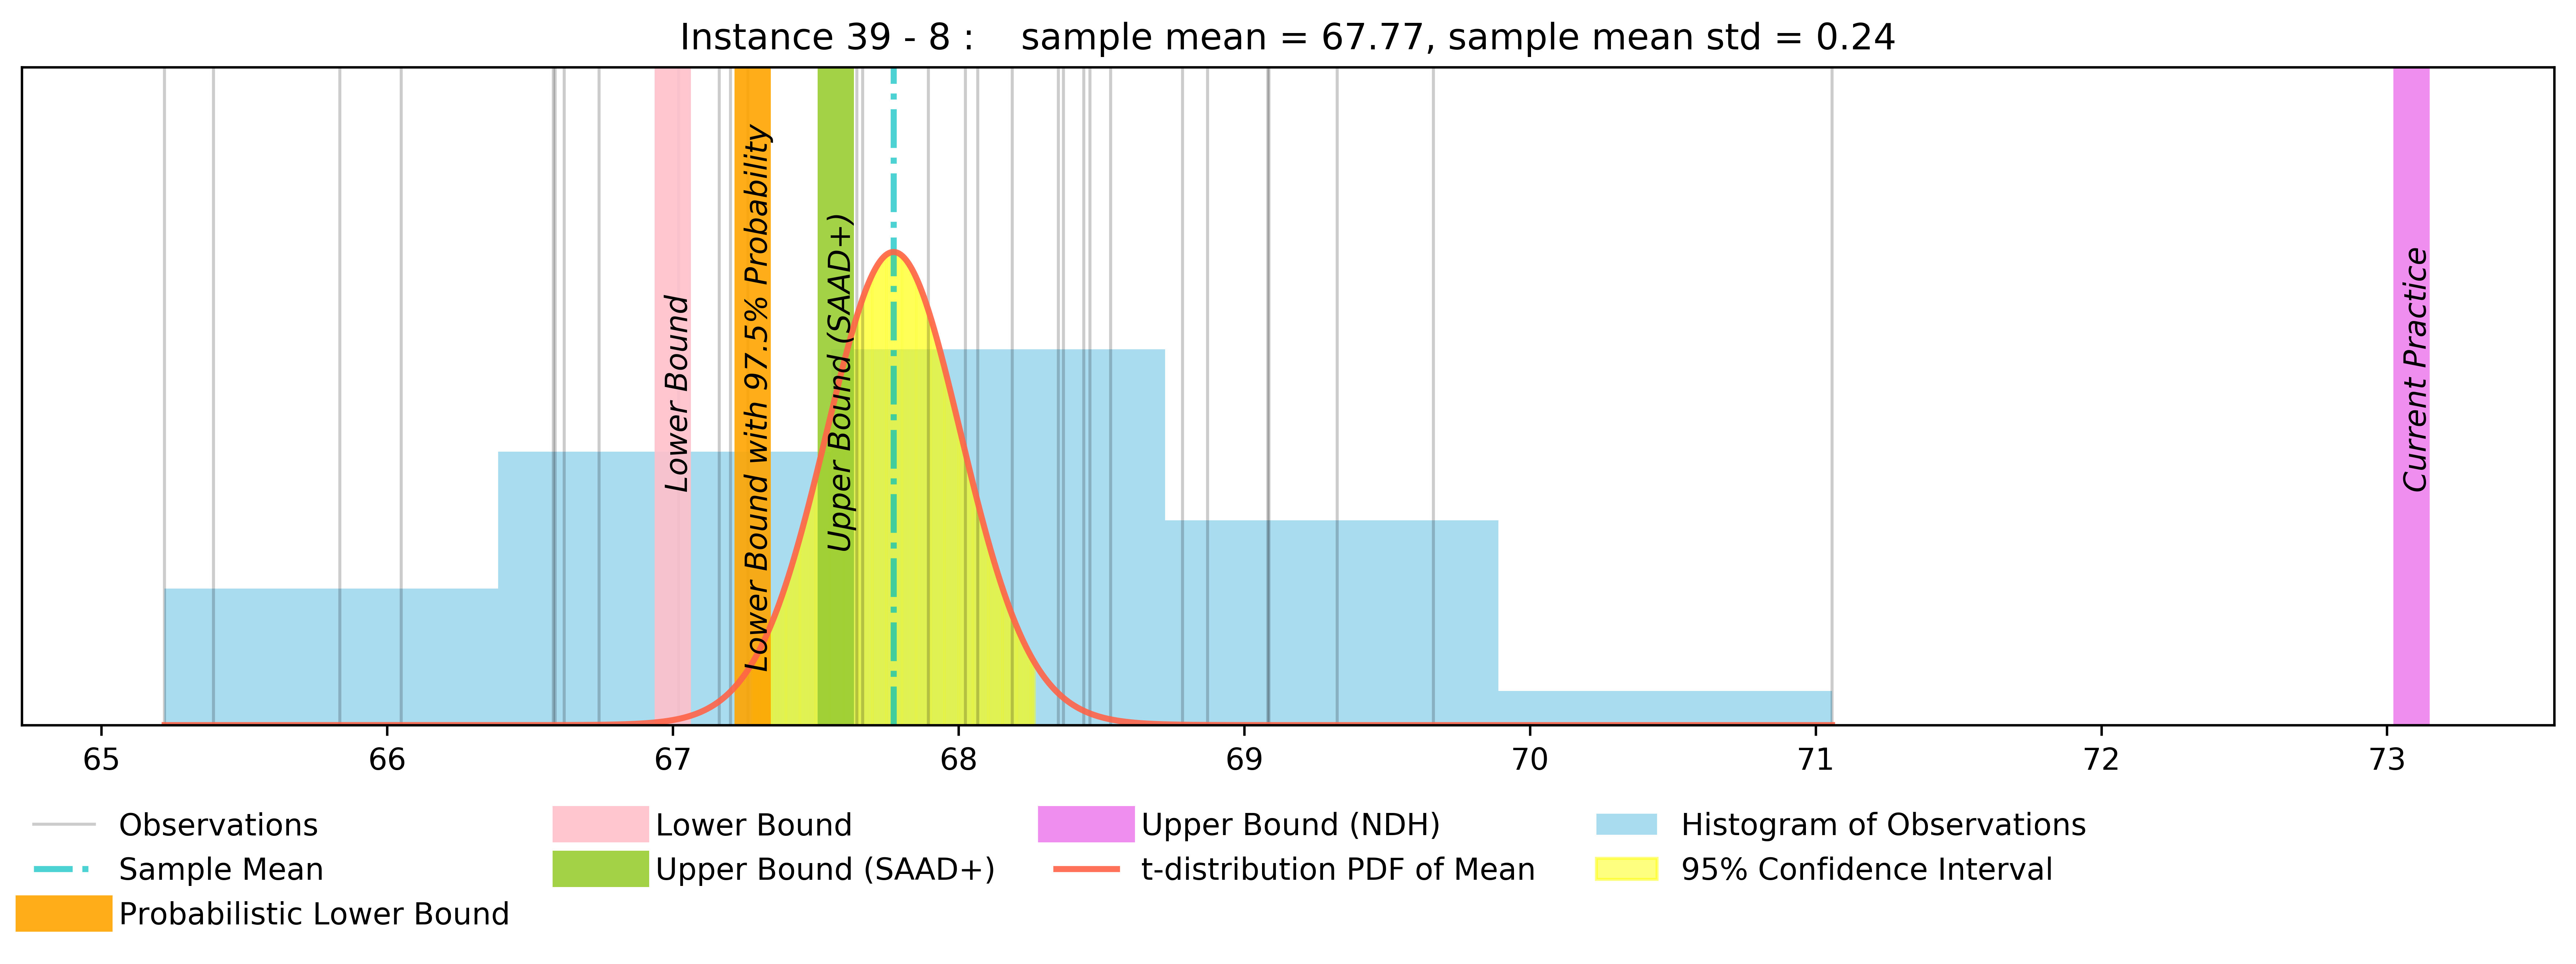 Instance 39 - 8 :    sample mean = 67.77, sample mean std = 0.24
Lower Bound
Lower Bound with 97.5% Probability
Upper Bound (SAAD+)
Current Practice
65 66 67 68 69 70 71 72 73
Observations
Sample Mean
Probabilistic Lower Bound
Lower Bound
Upper Bound (SAAD+)
Upper Bound (NDH)
t-distribution PDF of Mean
Histogram of Observations
95% Confidence Interval